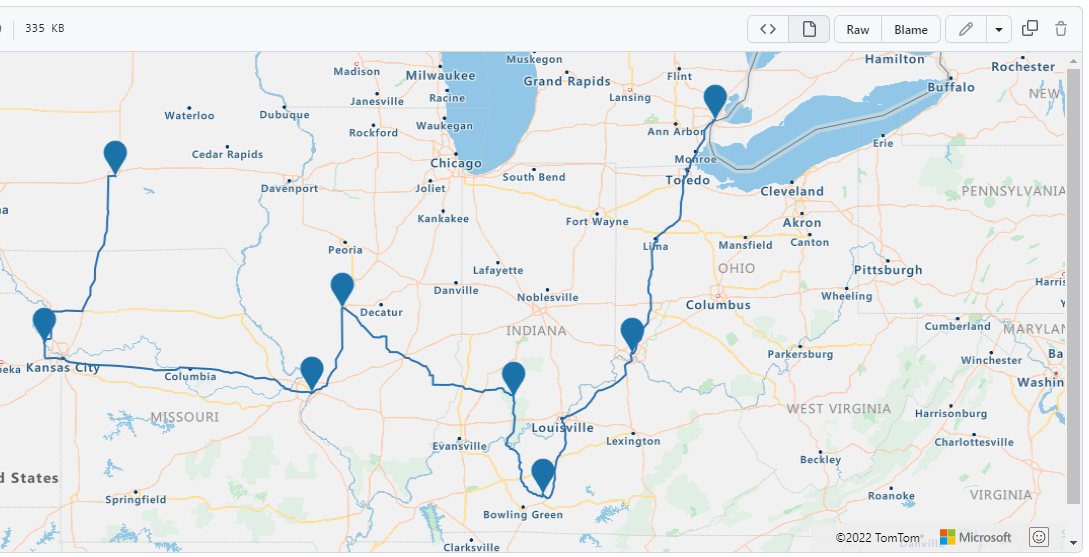 335 KB
Raw
Blame
Muskegon
Hamilton
Rochester
Madison
Milwaukee
Grand Rapids
Flint
Buffalo
NEW
Janesville
Racine
Lansing
Waterloo
Dubuque
Rockford
Waukegan
Ann Arbor
Erie
Cedar Rapids
Chicago
Monroe
Davenport
Joliet
South Bend
Toledo
Cleveland
PENNSYLVANIA
Kankakee
Fort Wayne
Akron
Peoria
Lima
Mansfield
Canton
Lafayette
OHIO
Pittsburgh
Danville
Noblesville
Wheeling
Harris
Decatur
Columbus
INDIANA
Cumberland
MARYLAN
Parkersburg
Winchester
Ba
eka
Kansas City
Columbia
Washin
MISSOURI
WEST VIRGINIA
Harrisonburg
Louisville
Evansville
Lexington
Charlottesville
Beckley
d States
Springfield
Roanoke
VIRGINIA
Bowling Green
Clarksville
©2022 TomTom
Microsoft